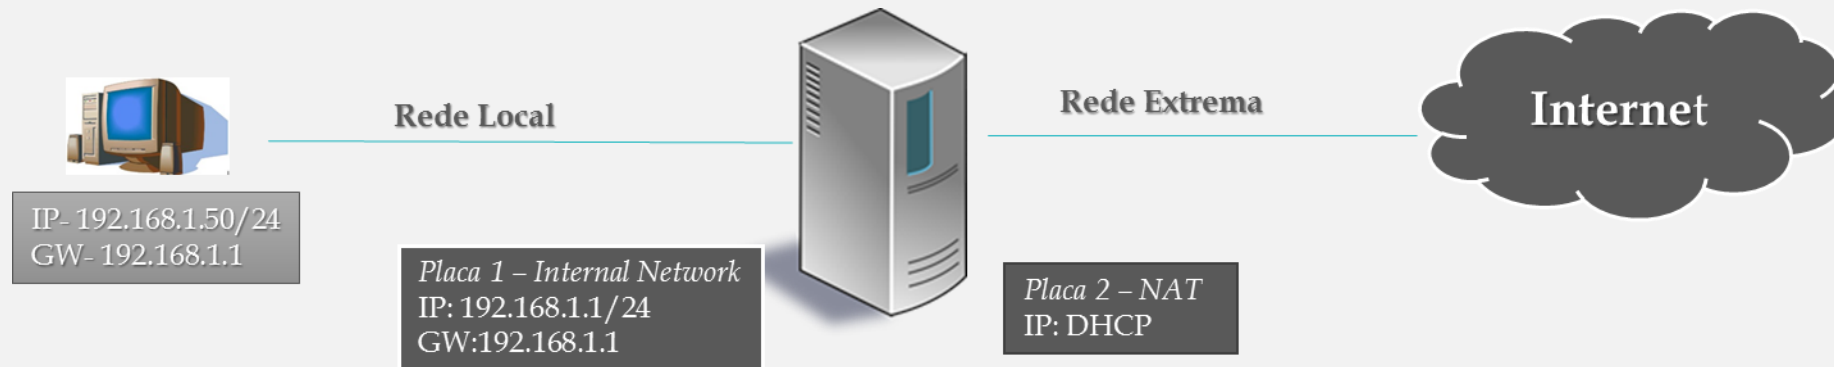 Rede Local
Rede Extrema
Internet
IP- 192.168.1.50/24
GW- 192.168.1.1
Placa 1 – Internal Network
IP: 192.168.1.1/24
GW:192.168.1.1
Placa 2 – NAT
IP: DHCP